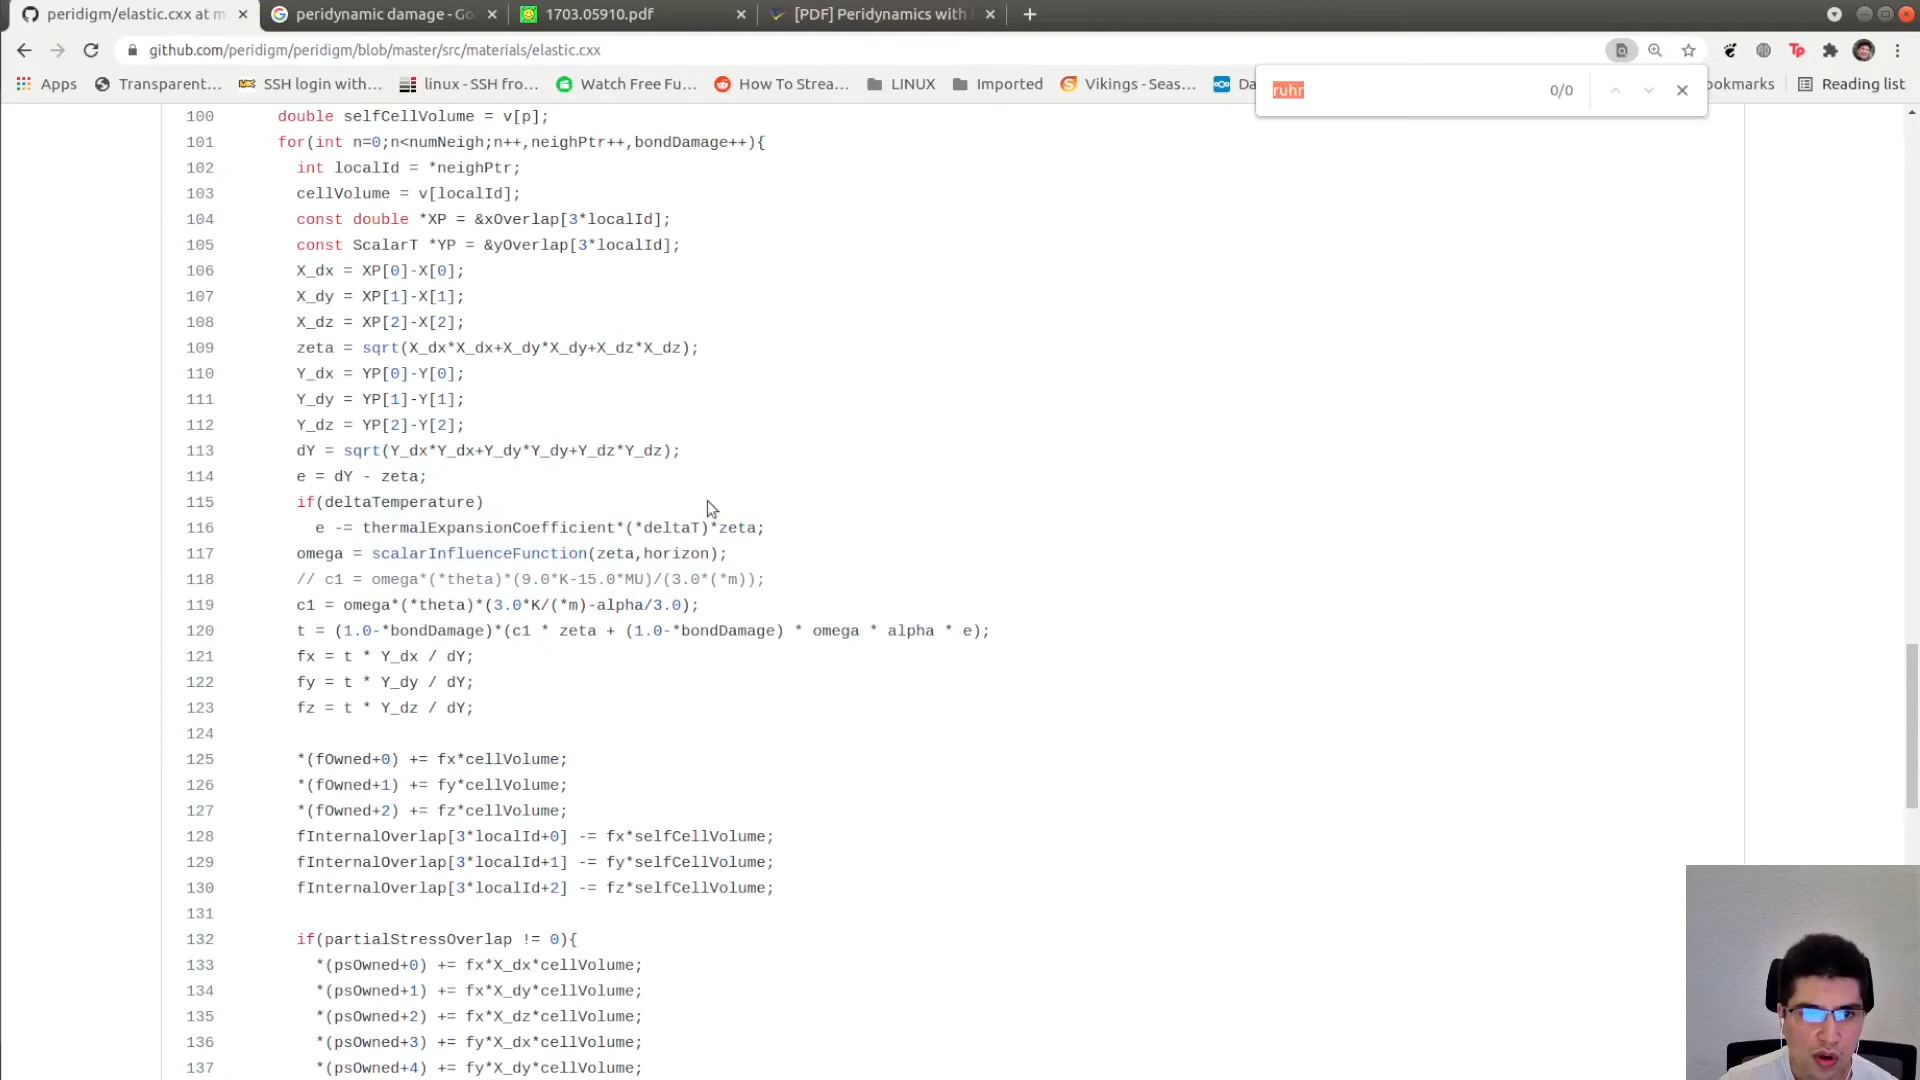 peridigm/elastic.cxx at m
peridynamic damage - Go
1703.05910.pdf
[PDF] Peridynamics with
github.com/peridigm/peridigm/blob/master/src/materials/elastic.cxx
Apps
Transparent...
SSH login with...
linux - SSH fro...
Watch Free Fu...
How To Strea...
LINUX
Imported
Vikings - Seas...
Da
ookmarks
Reading list
ruhr
0/0
100 double selfCellVolume = v[p];
101 for(int n=0;n<numNeigh;n++,neighPtr++,bondDamage++){
102 int localId = *neighPtr;
103 cellVolume = v[localId];
104 const double *XP = &xOverlap[3*localId];
105 const ScalarT *YP = &yOverlap[3*localId];
106 X_dx = XP[0]-X[0];
107 X_dy = XP[1]-X[1];
108 X_dz = XP[2]-X[2];
109 zeta = sqrt(X_dx*X_dx+X_dy*X_dy+X_dz*X_dz);
110 Y_dx = YP[0]-Y[0];
111 Y_dy = YP[1]-Y[1];
112 Y_dz = YP[2]-Y[2];
113 dY = sqrt(Y_dx*Y_dx+Y_dy*Y_dy+Y_dz*Y_dz);
114 e = dY - zeta;
115 if(deltaTemperature)
116 e -= thermalExpansionCoefficient*(*deltaT)*zeta;
117 omega = scalarInfluenceFunction(zeta,horizon);
118 // c1 = omega*(*theta)*(9.0*K-15.0*MU)/(3.0*(*m));
119 c1 = omega*(*theta)*(3.0*K/(*m)-alpha/3.0);
120 t = (1.0-*bondDamage)*(c1 * zeta + (1.0-*bondDamage) * omega * alpha * e);
121 fx = t * Y_dx / dY;
122 fy = t * Y_dy / dY;
123 fz = t * Y_dz / dY;
124
125 *(fOwned+0) += fx*cellVolume;
126 *(fOwned+1) += fy*cellVolume;
127 *(fOwned+2) += fz*cellVolume;
128 fInternalOverlap[3*localId+0] -= fx*selfCellVolume;
129 fInternalOverlap[3*localId+1] -= fy*selfCellVolume;
130 fInternalOverlap[3*localId+2] -= fz*selfCellVolume;
131
132 if(partialStressOverlap != 0){
133 *(psOwned+0) += fx*X_dx*cellVolume;
134 *(psOwned+1) += fx*X_dy*cellVolume;
135 *(psOwned+2) += fx*X_dz*cellVolume;
136 *(psOwned+3) += fy*X_dx*cellVolume;
137 *(psOwned+4) += fy*X_dy*cellVolume;